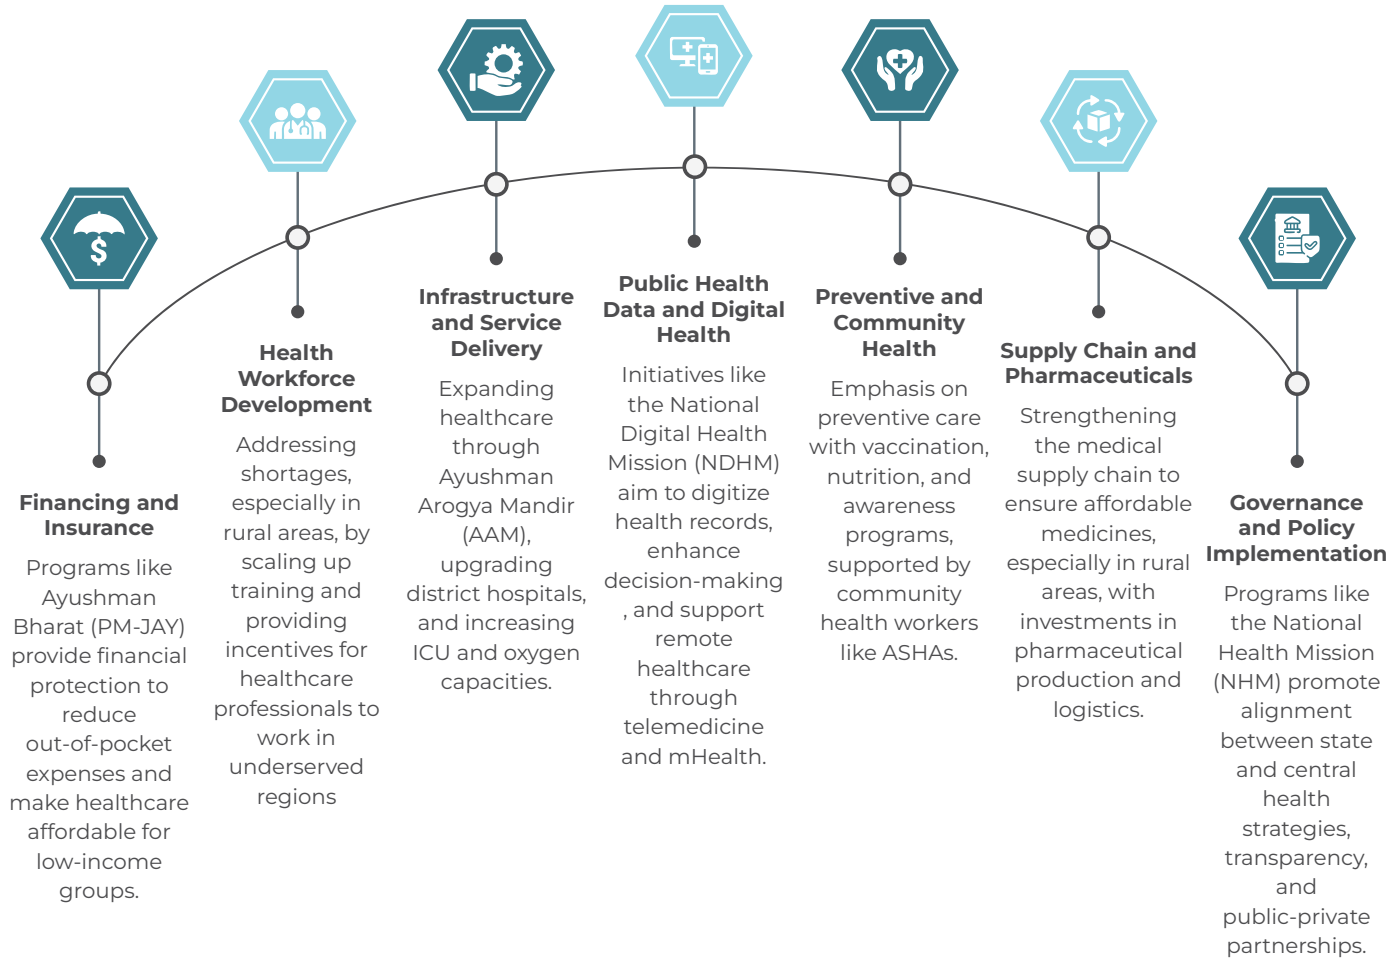 Financing and
Insurance
Programs like
Ayushman
Bharat (PM-JAY)
provide financial
protection to
reduce
out-of-pocket
expenses and
make healthcare
affordable for
low-income
groups.
Health
Workforce
Development
Addressing
shortages,
especially in
rural areas, by
scaling up
training and
providing
incentives for
healthcare
professionals to
work in
underserved
regions
Infrastructure
and Service
Delivery
Expanding
healthcare
through
Ayushman
Arogya Mandir
(AAM),
upgrading
district hospitals,
and increasing
ICU and oxygen
capacities.
Public Health
Data and Digital
Health
Initiatives like
the National
Digital Health
Mission (NDHM)
aim to digitize
health records,
enhance
decision-making
, and support
remote
healthcare
through
telemedicine
and mHealth.
Preventive and
Community
Health
Emphasis on
preventive care
with vaccination,
nutrition, and
awareness
programs,
supported by
community
health workers
like ASHAs.
Supply Chain and
Pharmaceuticals
Strengthening
the medical
supply chain to
ensure affordable
medicines,
especially in rural
areas, with
investments in
pharmaceutical
production and
logistics.
Governance
and Policy
Implementation
Programs like
the National
Health Mission
(NHM) promote
alignment
between state
and central
health
strategies,
transparency,
and
public-private
partnerships.